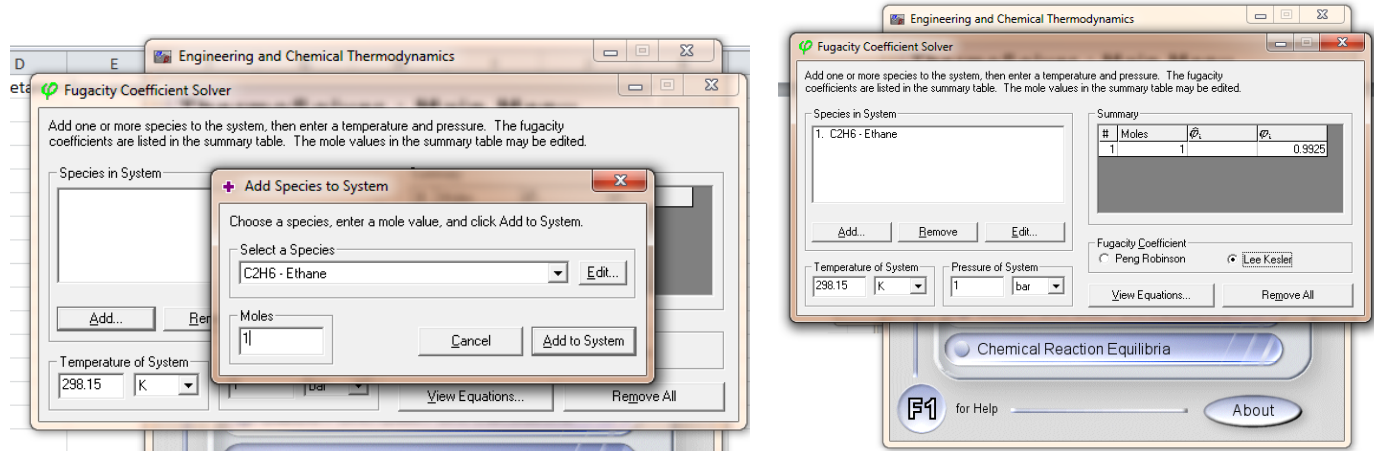 D
E
eta
Engineering and Chemical Thermodynamics
Fugacity Coefficient Solver
Add one or more species to the system, then enter a temperature and pressure. The fugacity
coefficients are listed in the summary table. The mole values in the summary table may be edited.
Species in System
Add Species to System
Choose a species, enter a mole value, and click Add to System.
Select a Species
C2H6 - Ethane
Edit...
Moles
1
Cancel
Add to System
Add...
Temperature of System
298.15
K
bar
View Equations...
Remove All
Engineering and Chemical Thermodynamics
Fugacity Coefficient Solver
Add one or more species to the system, then enter a temperature and pressure. The fugacity
coefficients are listed in the summary table. The mole values in the summary table may be edited.
Species in System
1. C2H6 - Ethane
Add...
Remove
Edit...
Summary
# Moles φ̂i φi
1 1 0.9925
Fugacity Coefficient
Peng Robinson
Lee Kesler
Temperature of System
298.15
K
Pressure of System
1
bar
View Equations...
Remove All
Chemical Reaction Equilibria
F1
for Help
About